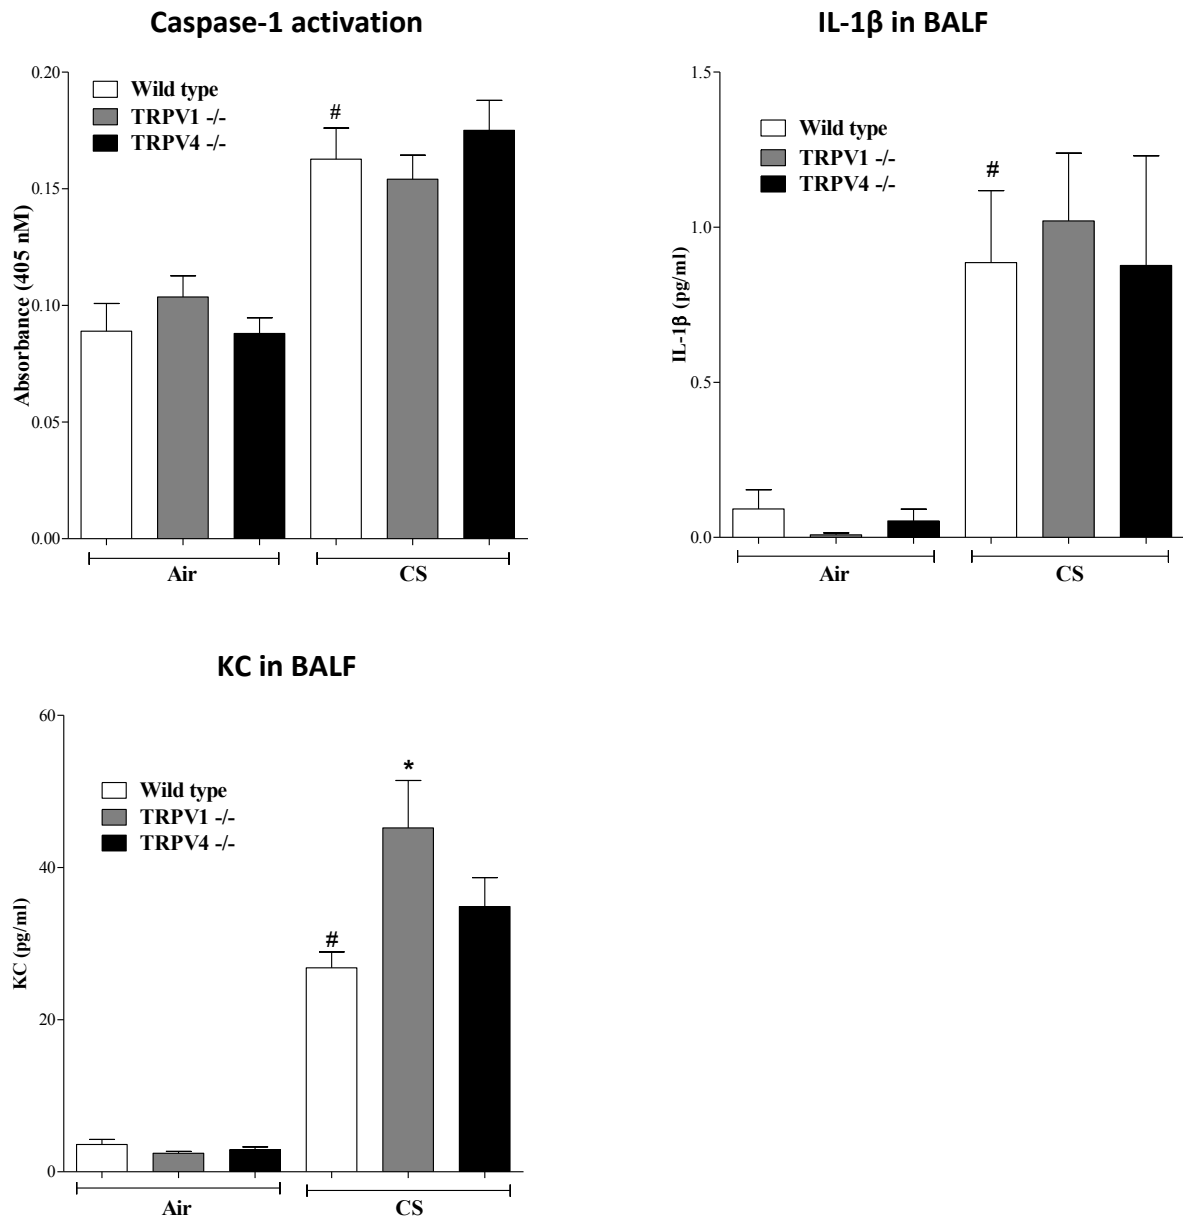 Caspase-1 activation
Absorbance (405 nM)
0.20
0.15
0.10
0.05
0.00
Wild type
TRPV1 -/-
TRPV4 -/-
#
Air
CS
IL-1β in BALF
IL-1β (pg/ml)
1.5
1.0
0.5
0.0
Wild type
TRPV1 -/-
TRPV4 -/-
#
Air
CS
KC in BALF
KC (pg/ml)
60
40
20
0
Wild type
TRPV1 -/-
TRPV4 -/-
#
*
Air
CS